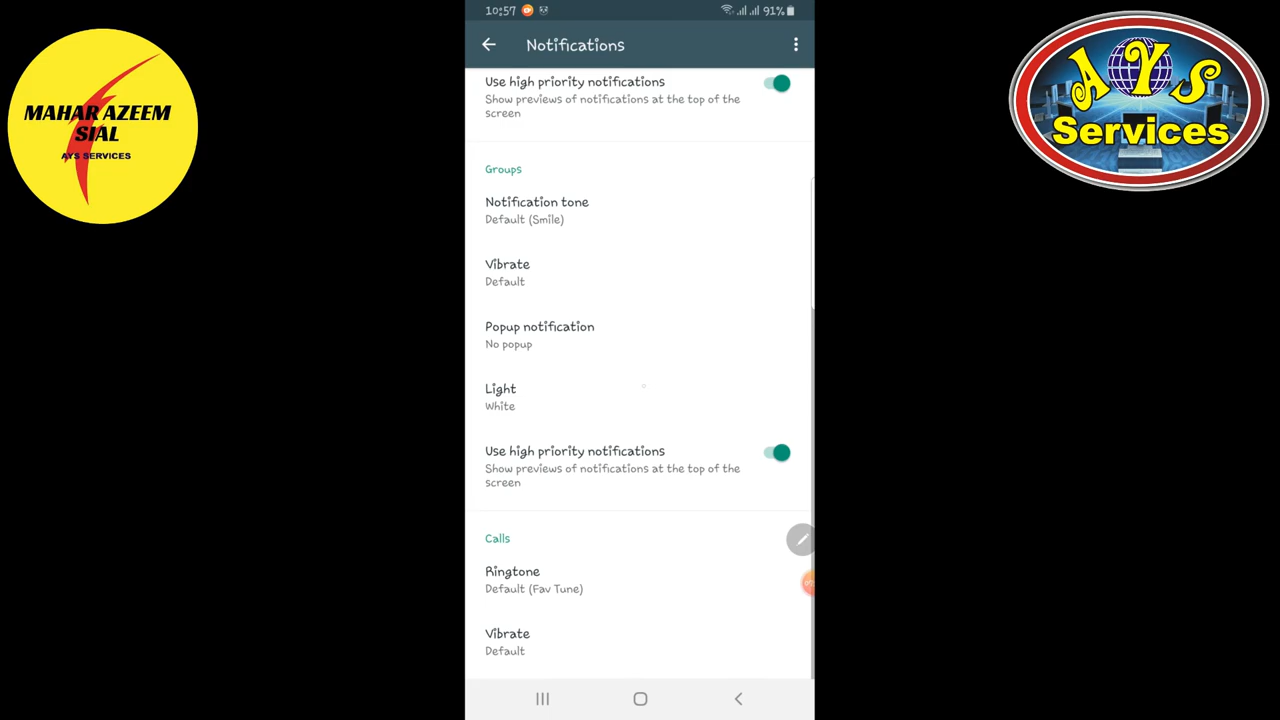 MAHAR AZEEM
SIAL
AYS SERVICES
AYS
Services
10:57
91%
Notifications
Use high priority notifications
Show previews of notifications at the top of the
screen
Groups
Notification tone
Default (Smile)
Vibrate
Default
Popup notification
No popup
Light
White
Use high priority notifications
Show previews of notifications at the top of the
screen
Calls
Ringtone
Default (Fav Tune)
Vibrate
Default